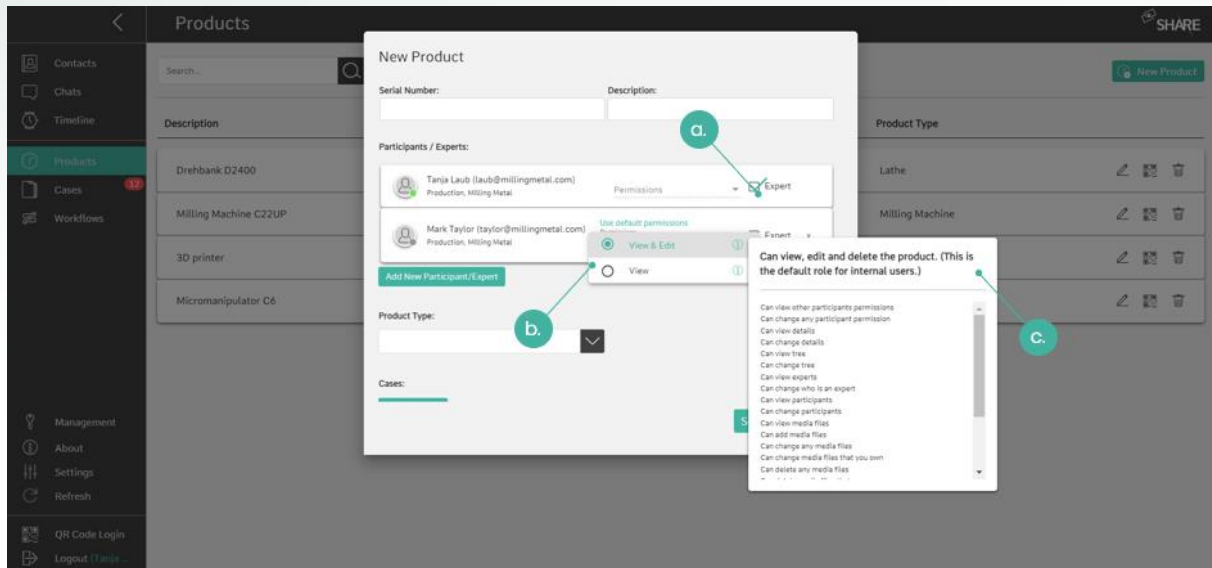 Products
SHARE
Contacts
Chats
Timeline
Products
Cases
12
Workflows
Management
About
Settings
Refresh
QR Code Login
Logout (Tanja ...
Search...
New Product
Description
Product Type
Drehbank D2400
Lathe
Milling Machine C22UP
Milling Machine
3D printer
Micromanipulator C6
New Product
Serial Number:
Description:
Participants / Experts:
a.
Tanja Laub (laub@millingmetal.com)
Production, Milling Metal
Permissions
Expert
Mark Taylor (taylor@millingmetal.com)
Production, Milling Metal
Use default permissions
Expert
View & Edit
View
Add New Participant/Expert
b.
Product Type:
Cases:
Can view, edit and delete the product. (This is
the default role for internal users.)
c.
Can view other participants permissions
Can change any participant permission
Can view details
Can change details
Can view tree
Can change tree
Can view experts
Can change who is an expert
Can view participants
Can change participants
Can view media files
Can add media files
Can change any media files
Can change media files that you own
Can delete any media files